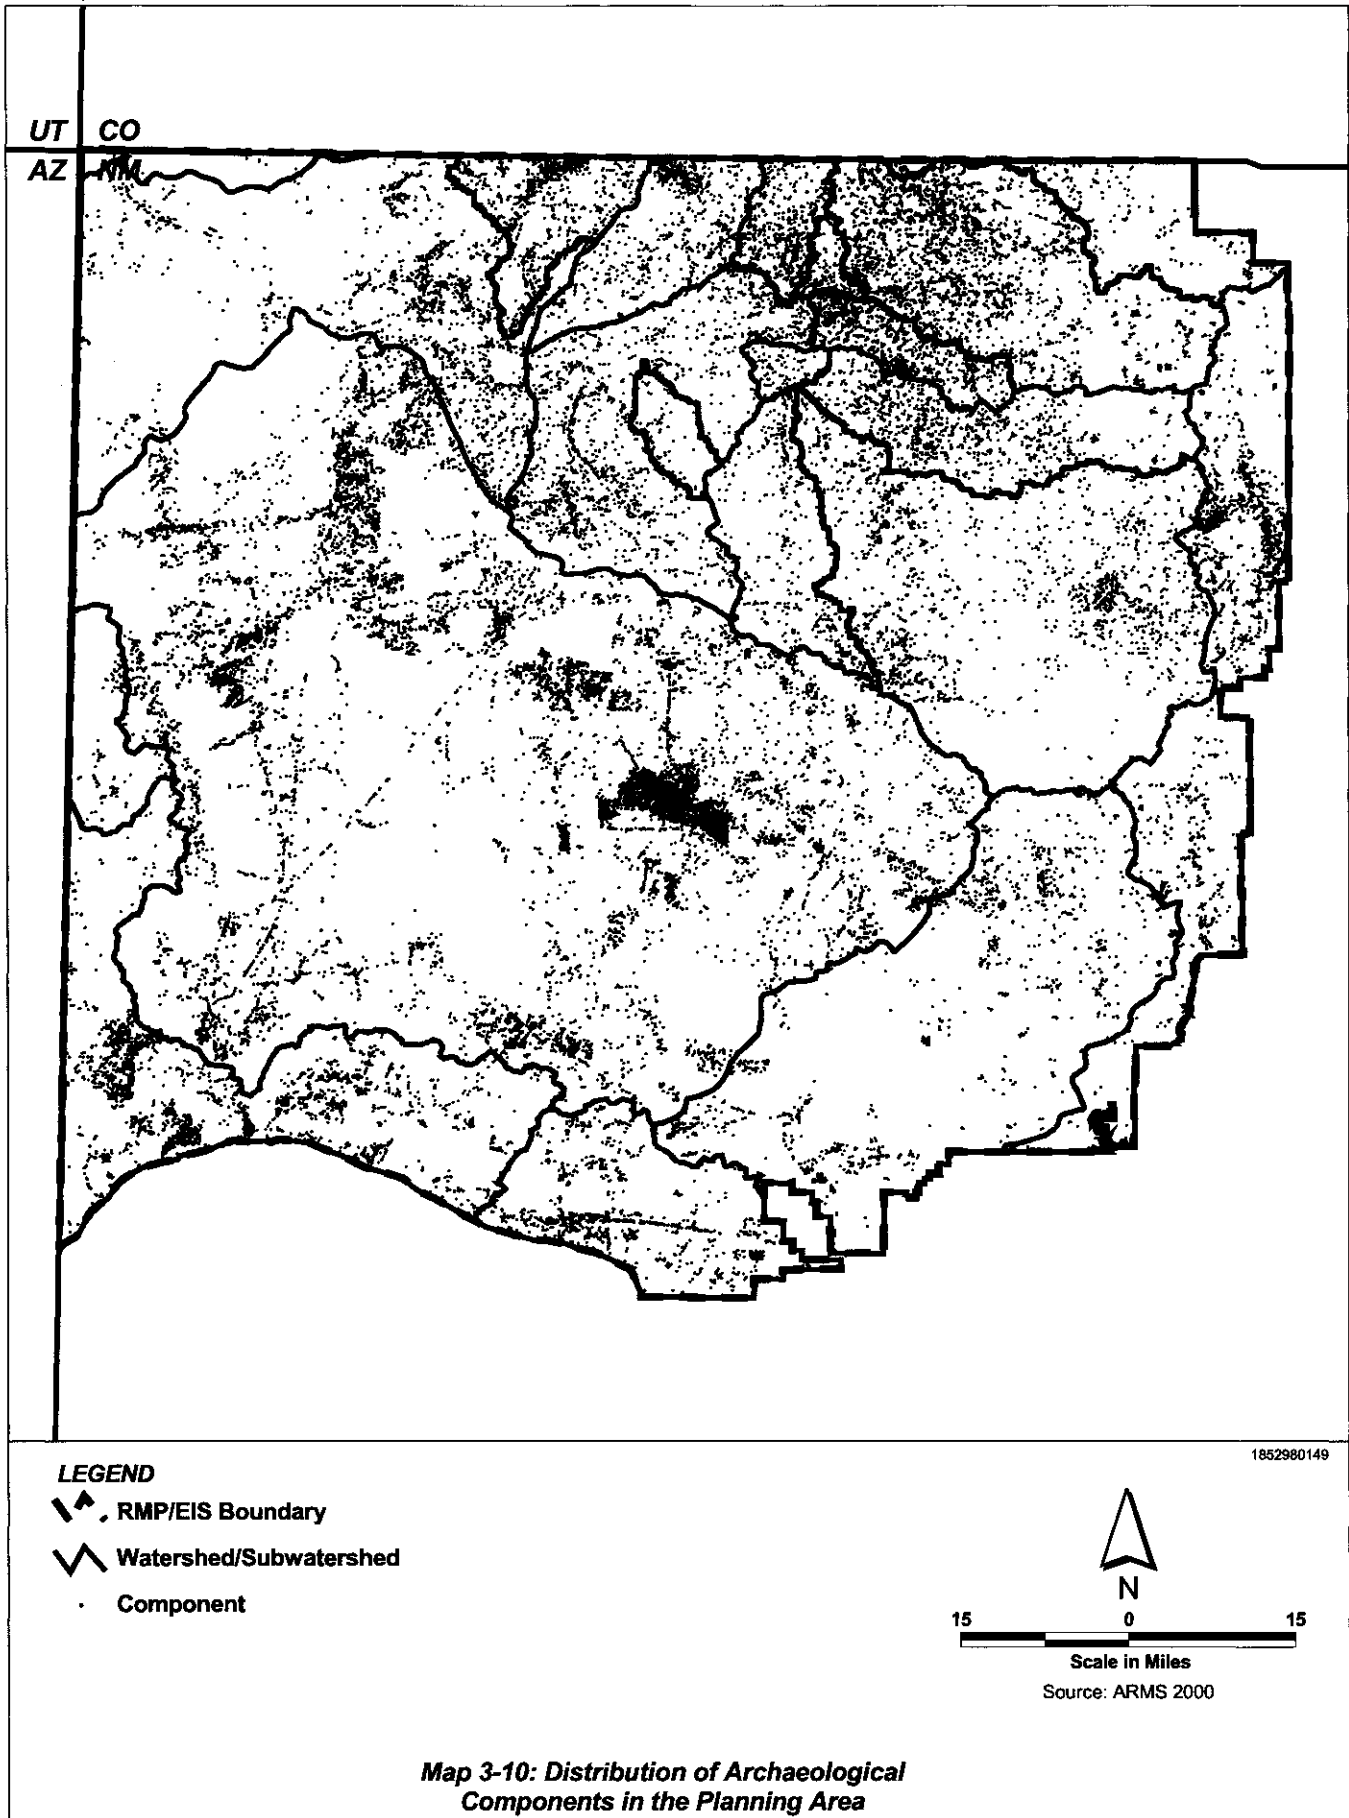 UT CO
AZ NM
1852980149
LEGEND
RMP/EIS Boundary
Watershed/Subwatershed
Component
N
15 0 15
Scale in Miles
Source: ARMS 2000
Map 3-10: Distribution of Archaeological
Components in the Planning Area